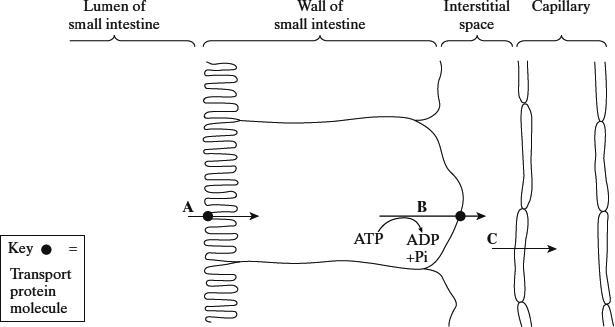 Lumen of
small intestine
Wall of
small intestine
Interstitial
space
Capillary
A
B
ATP
ADP
+Pi
C
Key ● =
Transport
protein
molecule